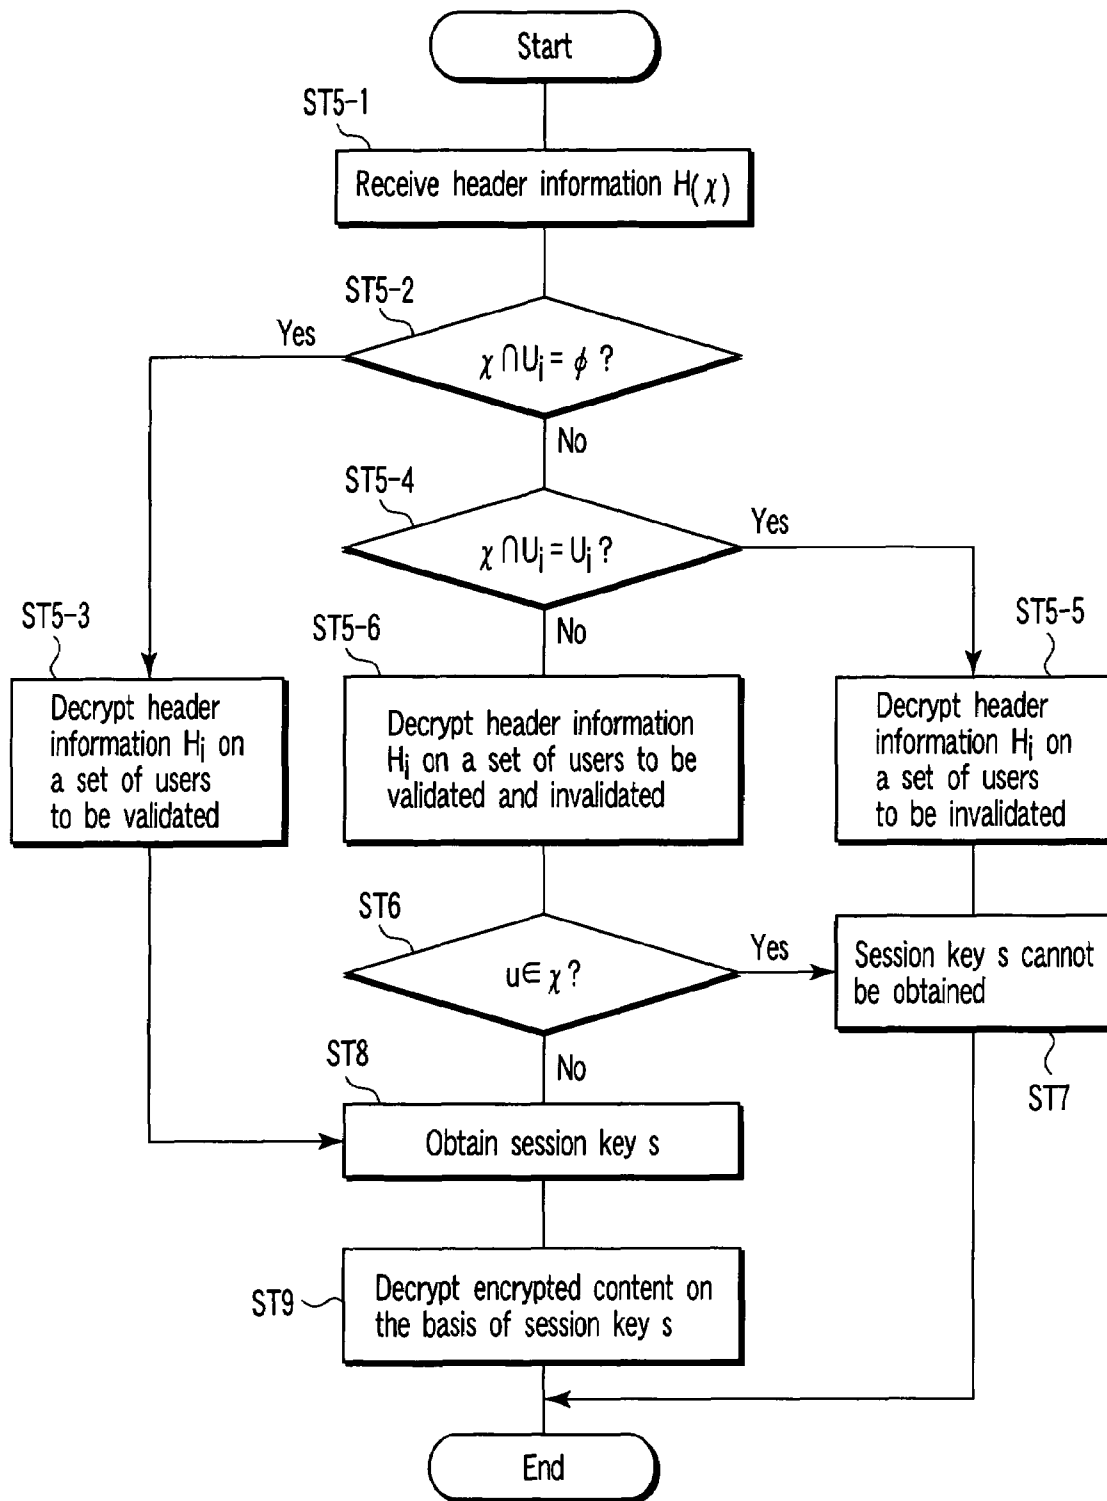 Start
ST5-1
Receive header information H(χ)
ST5-2
Yes
χ ∩ Ui = ϕ ?
No
ST5-4
Yes
χ ∩ Ui = Ui ?
No
ST5-3
ST5-6
ST5-5
Decrypt header
information Hi on
a set of users
to be validated
Decrypt header information
Hi on a set of users to be
validated and invalidated
Decrypt header
information Hi on
a set of users
to be invalidated
ST6
Yes
u∈ χ ?
No
Session key s cannot
be obtained
ST7
ST8
Obtain session key s
ST9
Decrypt encrypted content on
the basis of session key s
End